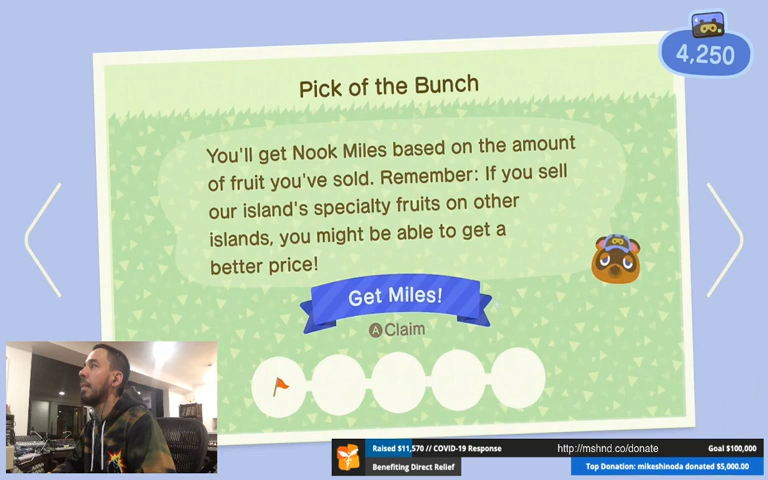 4,250
Pick of the Bunch
You'll get Nook Miles based on the amount
of fruit you've sold. Remember: If you sell
our island's specialty fruits on other
islands, you might be able to get a
better price!
Get Miles!
A Claim
Raised $11,570 // COVID-19 Response
http://mshnd.co/donate
Goal $100,000
Benefiting Direct Relief
Top Donation: mikeshinoda donated $5,000.00